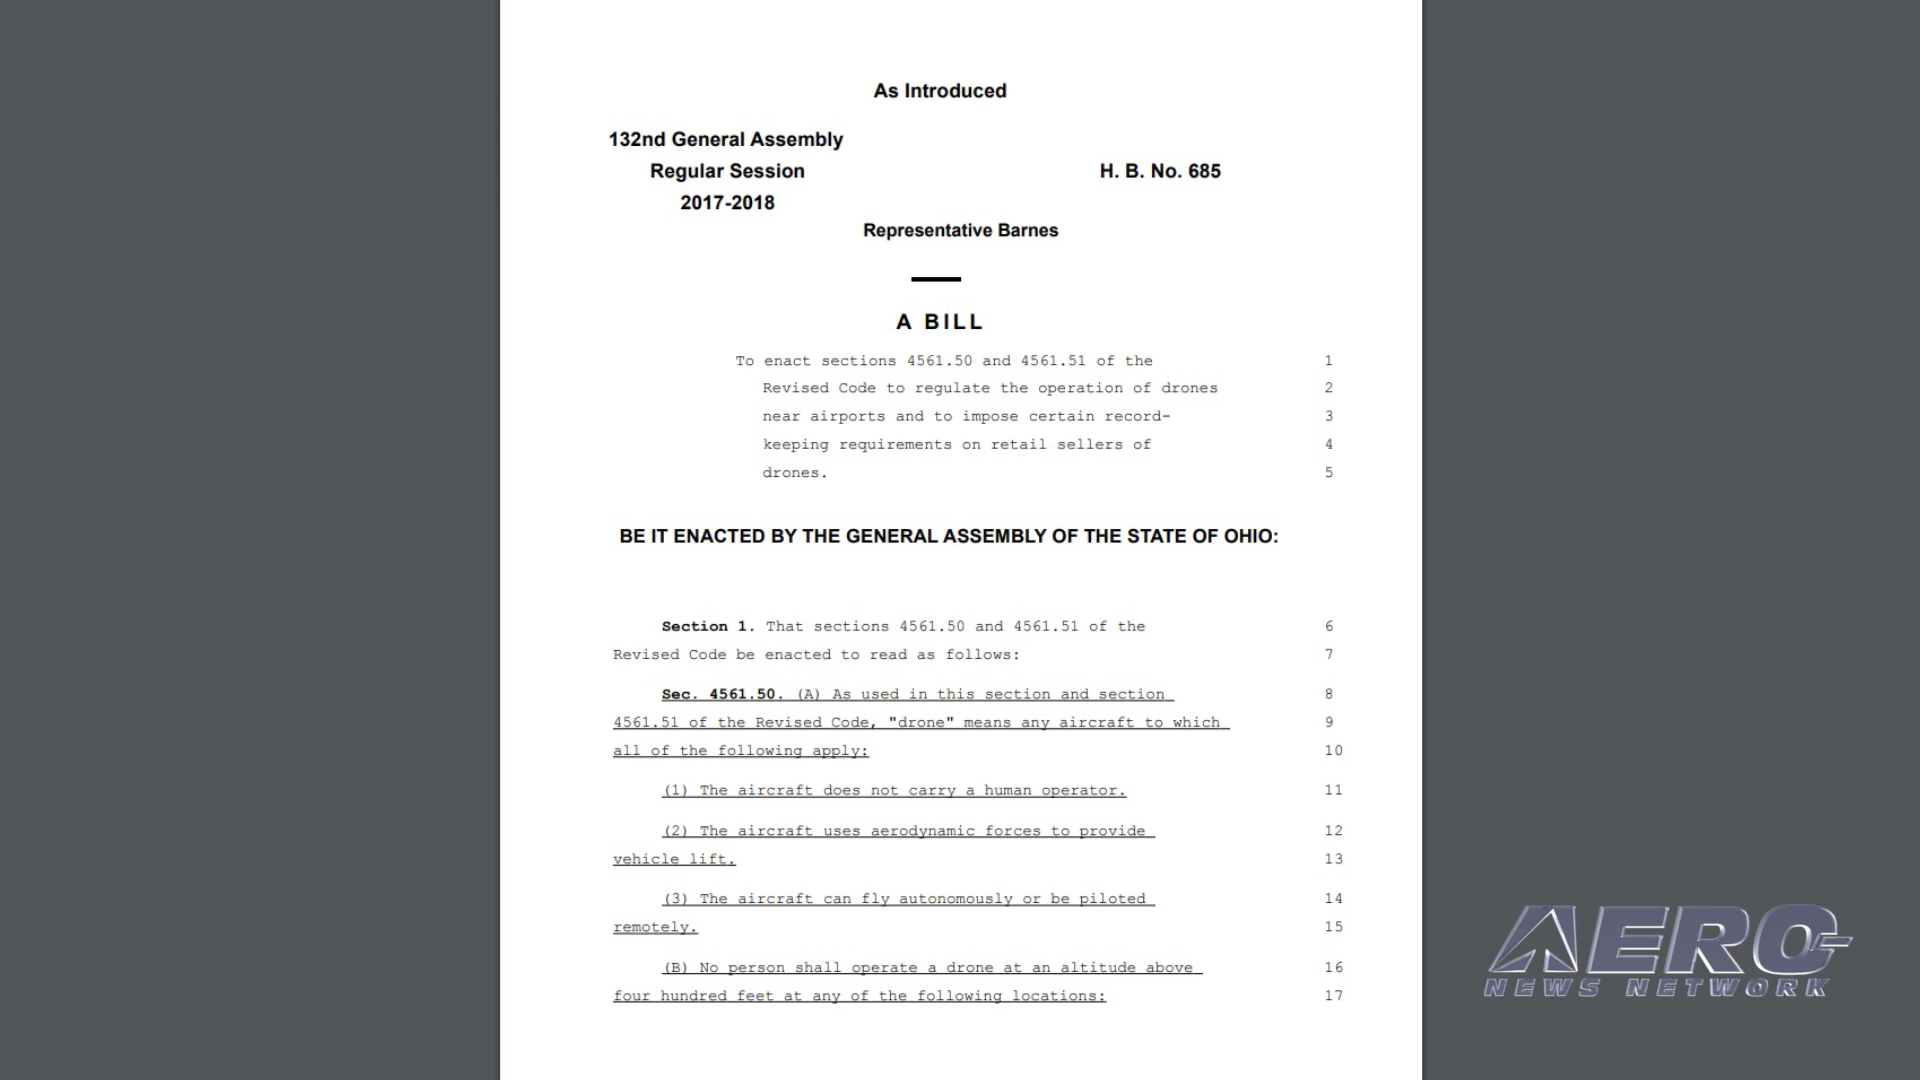 As Introduced
132nd General Assembly
Regular Session
H. B. No. 685
2017-2018
Representative Barnes
A BILL
To enact sections 4561.50 and 4561.51 of the 1
Revised Code to regulate the operation of drones 2
near airports and to impose certain record- 3
keeping requirements on retail sellers of 4
drones. 5
BE IT ENACTED BY THE GENERAL ASSEMBLY OF THE STATE OF OHIO:
Section 1. That sections 4561.50 and 4561.51 of the 6
Revised Code be enacted to read as follows: 7
Sec. 4561.50. (A) As used in this section and section 8
4561.51 of the Revised Code, "drone" means any aircraft to which 9
all of the following apply: 10
(1) The aircraft does not carry a human operator. 11
(2) The aircraft uses aerodynamic forces to provide 12
vehicle lift. 13
(3) The aircraft can fly autonomously or be piloted 14
remotely. 15
(B) No person shall operate a drone at an altitude above 16
four hundred feet at any of the following locations: 17
AERO-
NEWS NETWORK